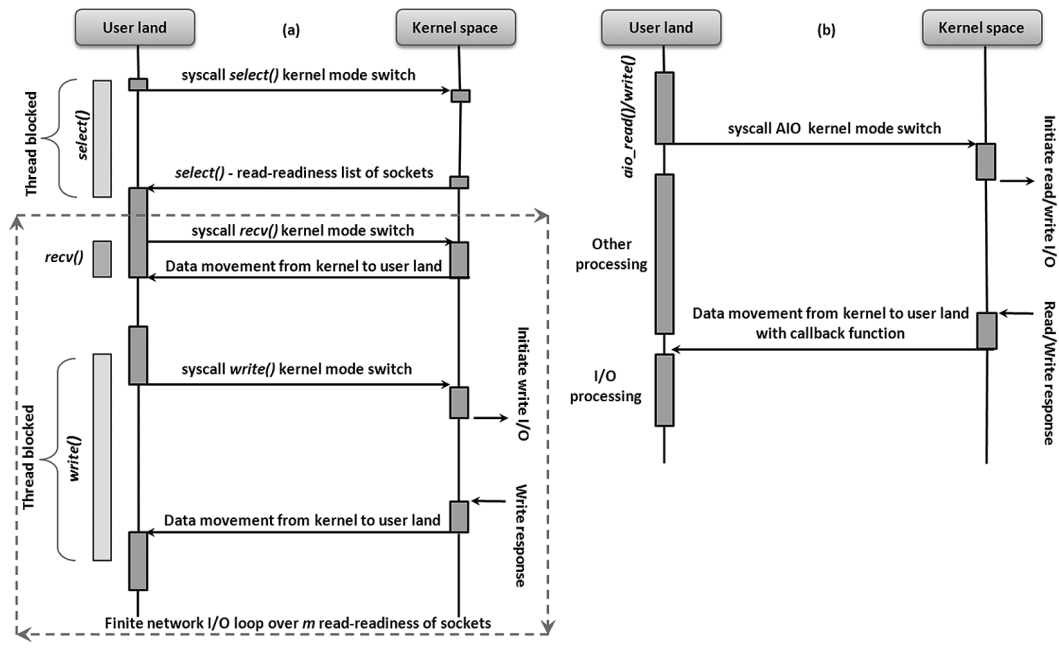 User land
(a)
Kernel space
syscall select() kernel mode switch
Thread blocked
select()
select() - read-readiness list of sockets
syscall recv() kernel mode switch
recv()
Data movement from kernel to user land
syscall write() kernel mode switch
Initiate write I/O
Thread blocked
write()
Write response
Data movement from kernel to user land
Finite network I/O loop over m read-readiness of sockets
User land
(b)
Kernel space
aio_read()/write()
syscall AIO kernel mode switch
Initiate read/write I/O
Other
processing
Data movement from kernel to user land
with callback function
Read/Write response
I/O
processing